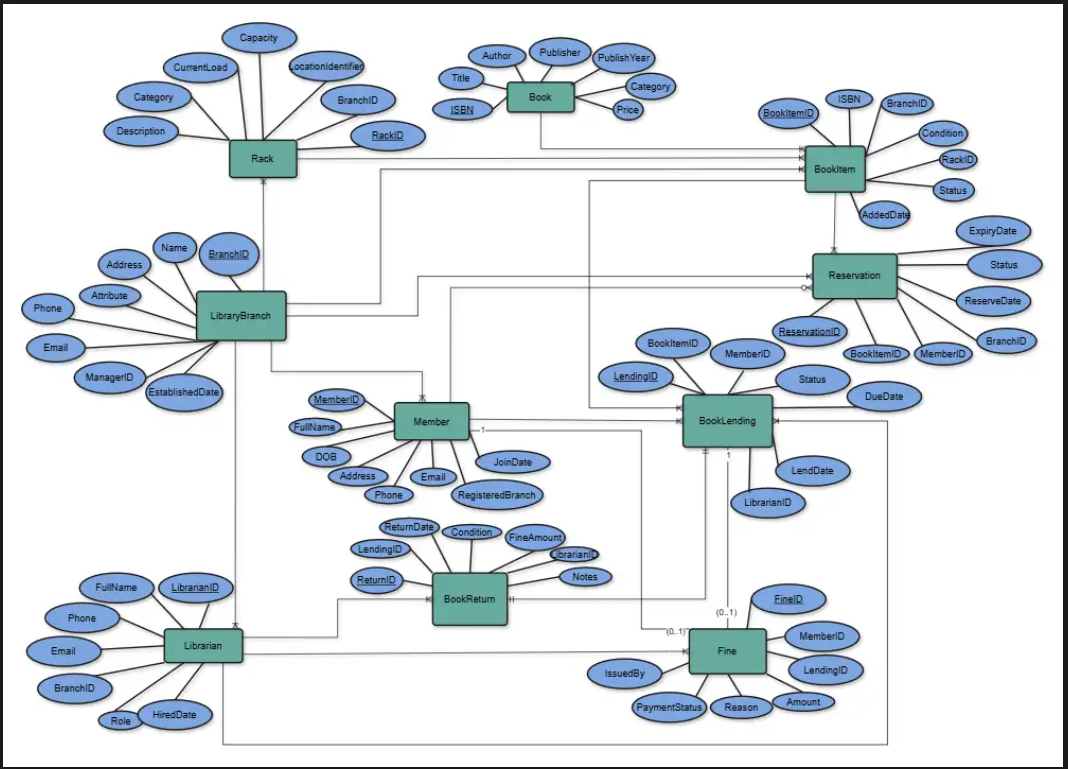 Capacity
CurrentLoad
LocationIdentifier
Category
BranchID
Description
RackID
Rack
Author
Publisher
PublishYear
Title
Category
ISBN
Price
Book
BookItemID
ISBN
BranchID
Condition
RackID
Status
AddedDate
BookItem
Name
BranchID
Address
Attribute
Phone
Email
ManagerID
EstablishedDate
LibraryBranch
ExpiryDate
Status
ReserveDate
BranchID
MemberID
BookItemID
ReservationID
Reservation
BookItemID
MemberID
LendingID
Status
DueDate
LendDate
LibrarianID
BookLending
MemberID
FullName
DOB
Address
Phone
Email
RegisteredBranch
JoinDate
Member
1
1
ReturnDate
Condition
FineAmount
LendingID
LibrarianID
ReturnID
Notes
BookReturn
FullName
LibrarianID
Phone
Email
BranchID
Role
HiredDate
Librarian
(0..1)
(0..1)
FineID
MemberID
LendingID
Amount
Reason
PaymentStatus
IssuedBy
Fine